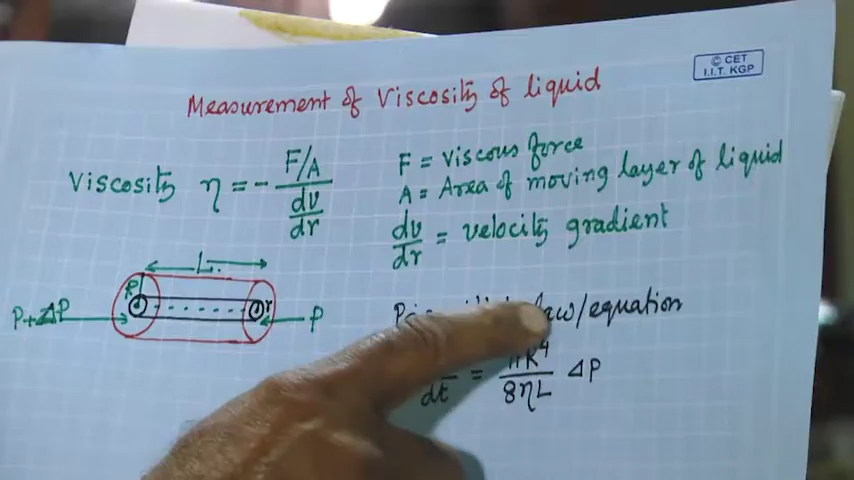 © CET
I.I.T. KGP
Measurement of Viscosity of liquid
Viscosity η = - F/A / dv/dr
F = viscous force
A = Area of moving layer of liquid
dv/dr = velocity gradient
L
R
r
P+ΔP
P
law/equation
dt = πR⁴/8ηL ΔP